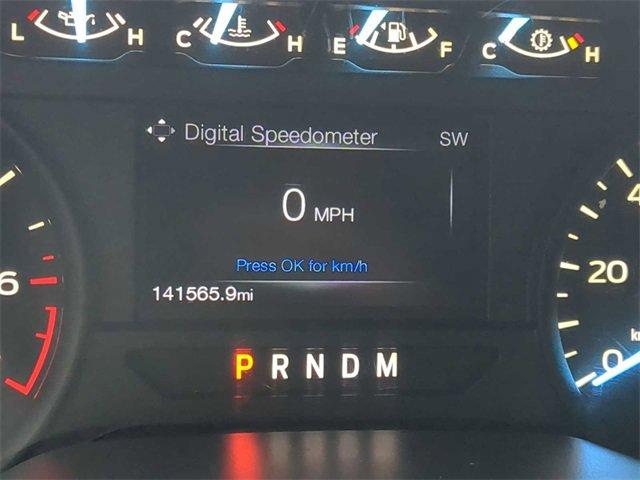 L H C H E F C H
Digital Speedometer SW
0 MPH
Press OK for km/h
141565.9mi
6
20
0
P R N D M